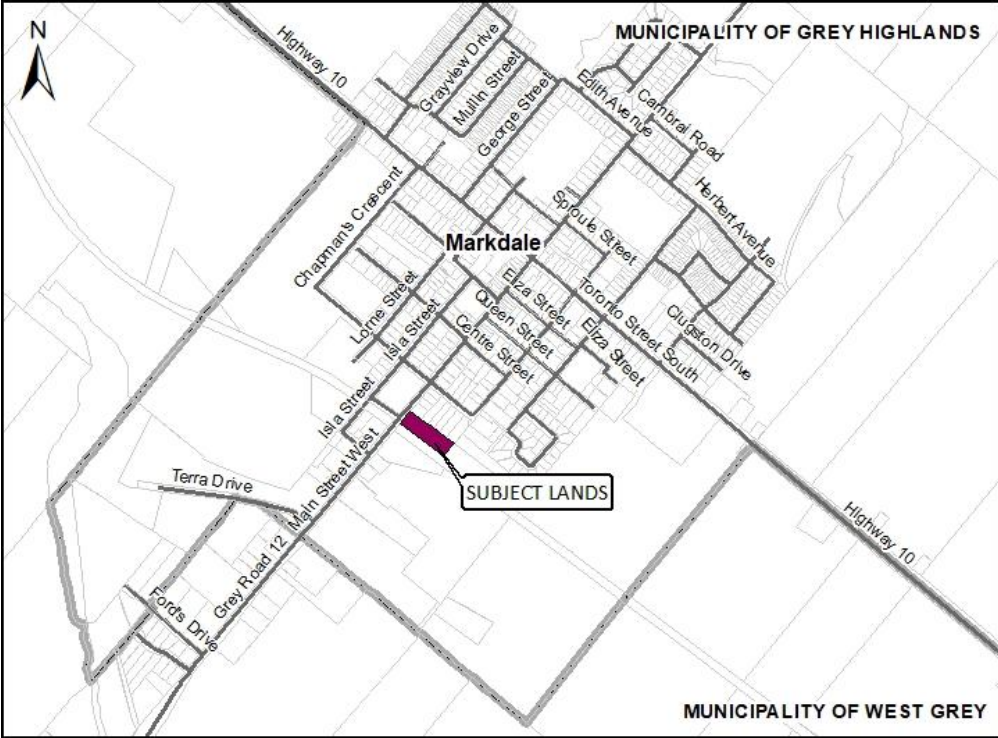 N
MUNICIPALITY OF GREY HIGHLANDS
Highway 10
Grayview Drive
Mullin Street
George Street
Edith Avenue
Cambrai Road
Herbert Avenue
Chapman's Crescent
Sproule Street
Markdale
Lorne Street
Isla Street
Eliza Street
Queen Street
Centre Street
Toronto Street South
Eliza Street
Clugston Drive
Isla Street
Main Street West
SUBJECT LANDS
Terra Drive
Highway 10
Grey Road 12
Ford's Drive
MUNICIPALITY OF WEST GREY